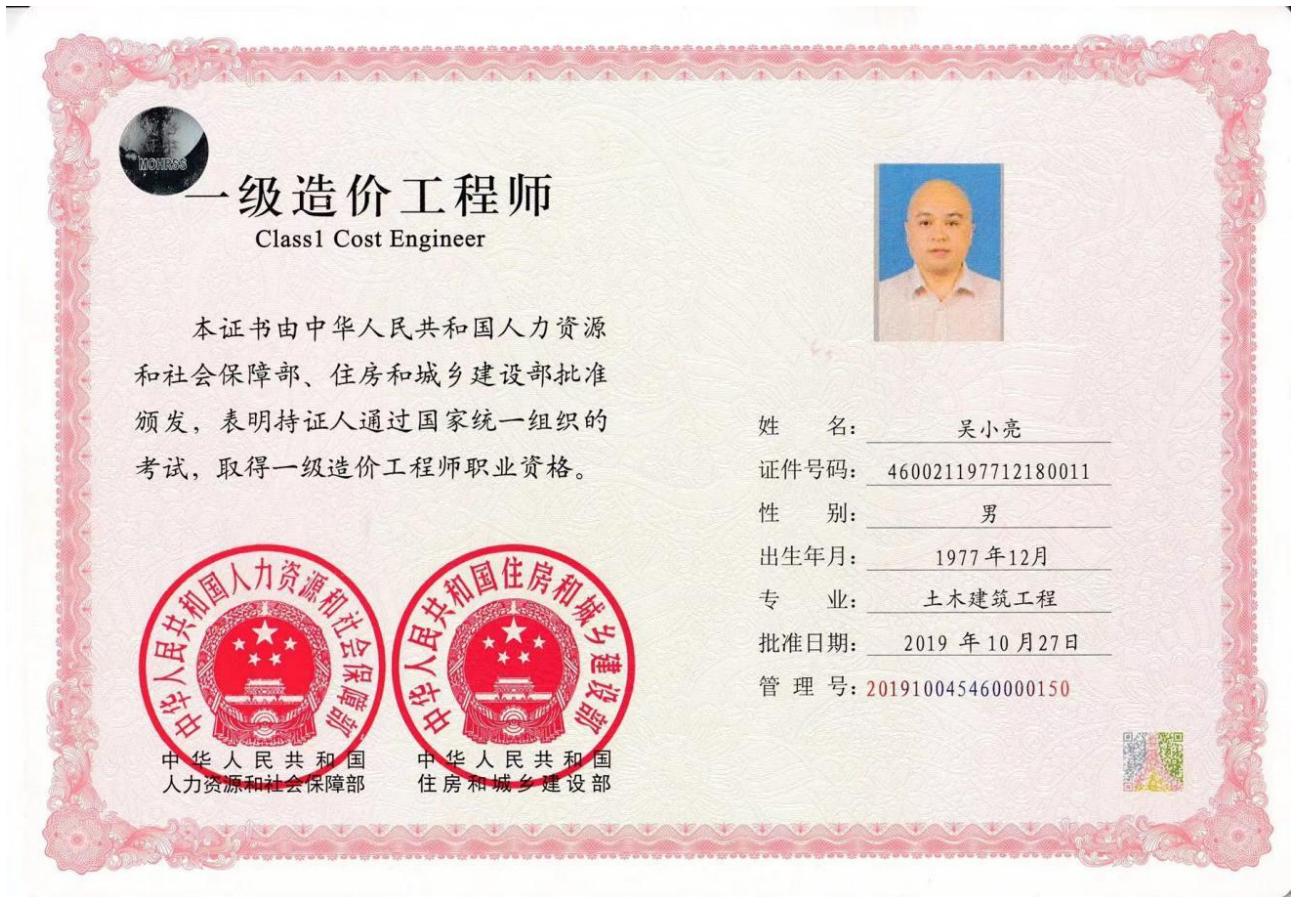 MOHRSS
一级造价工程师
Class1 Cost Engineer
本证书由中华人民共和国人力资源
和社会保障部、住房和城乡建设部批准
颁发，表明持证人通过国家统一组织的
考试，取得一级造价工程师职业资格。
中华人民共和国人力资源和社会保障部
中华人民共和国住房和城乡建设部
中华人民共和国
人力资源和社会保障部
中华人民共和国
住房和城乡建设部
姓 名： 吴小亮
证件号码： 460021197712180011
性 别： 男
出生年月： 1977年12月
专 业： 土木建筑工程
批准日期： 2019 年 10 月27日
管 理 号：201910045460000150